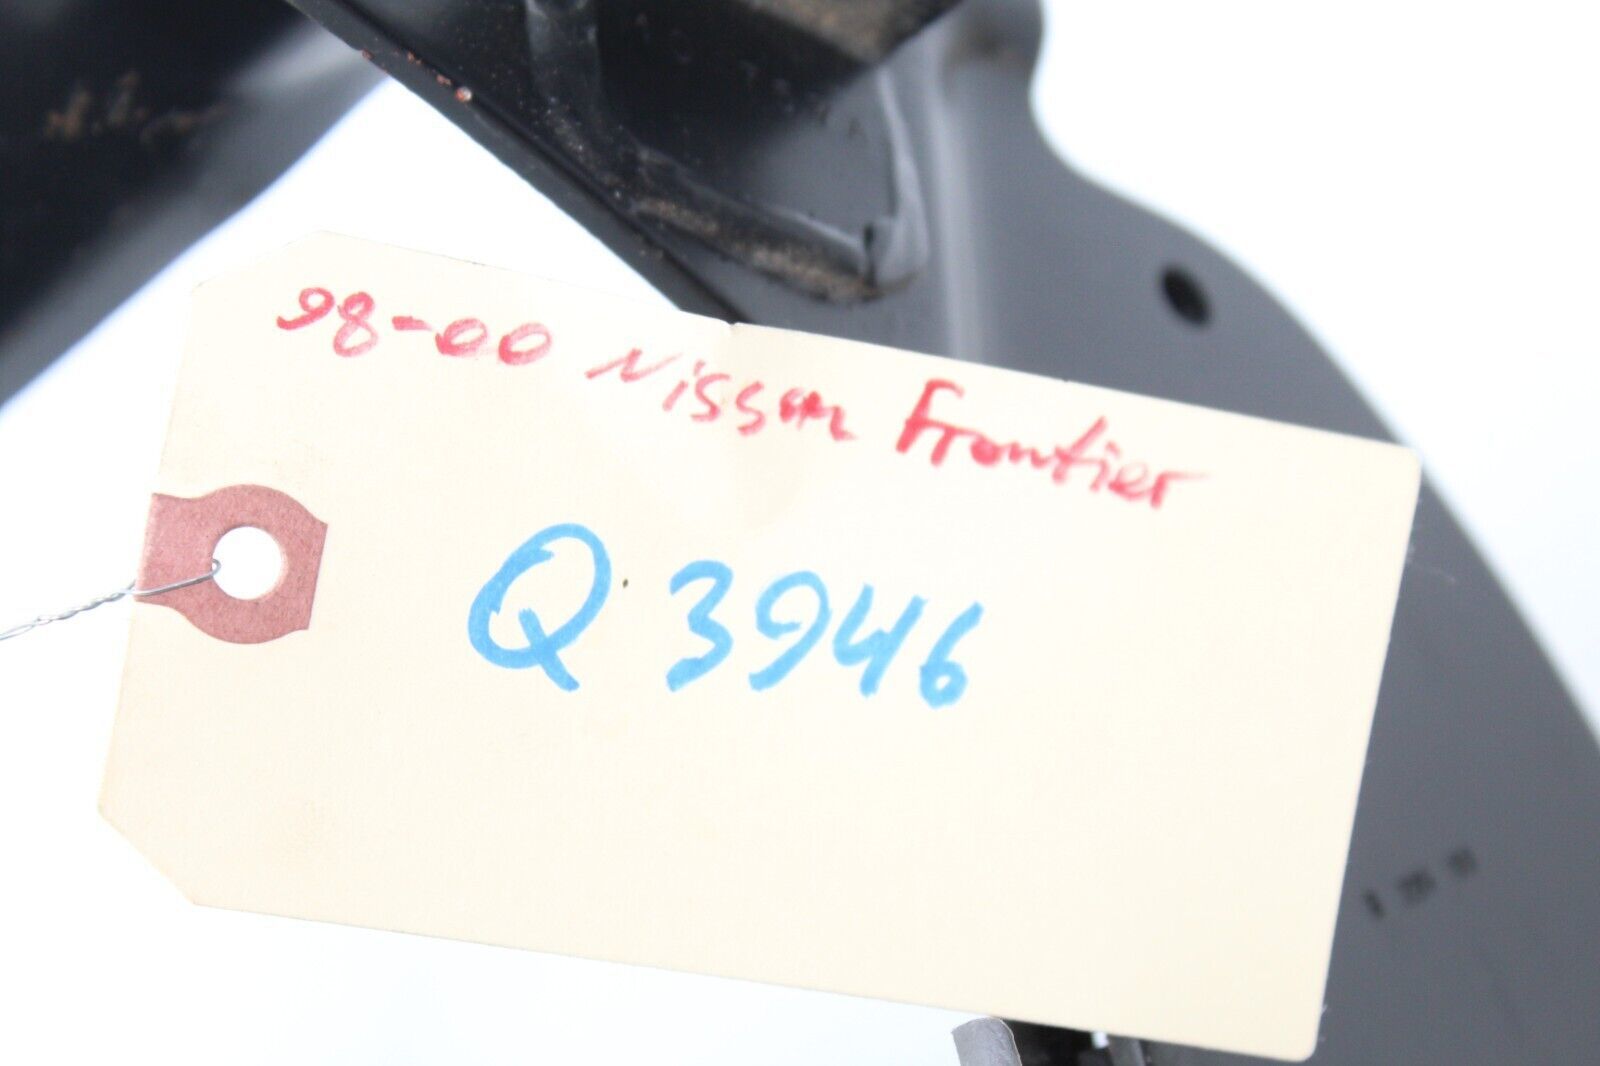 98-00 Nissan Frontier
Q 3946